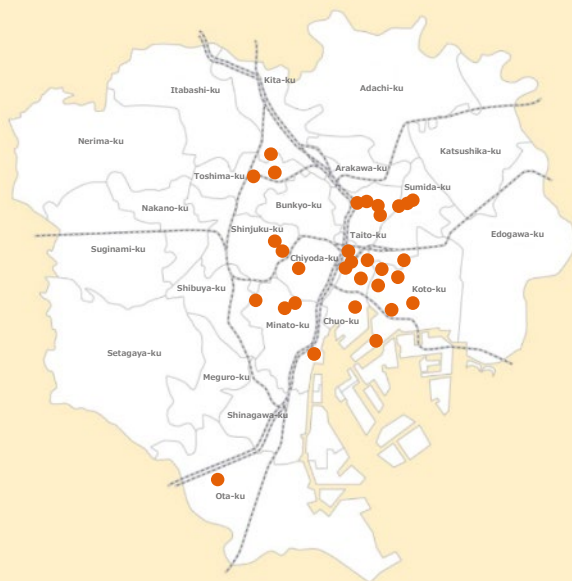 Kita-ku
Itabashi-ku
Adachi-ku
Nerima-ku
Katsushika-ku
Arakawa-ku
Toshima-ku
Sumida-ku
Bunkyo-ku
Nakano-ku
Shinjuku-ku
Taito-ku
Edogawa-ku
Suginami-ku
Chiyoda-ku
Shibuya-ku
Koto-ku
Chuo-ku
Minato-ku
Setagaya-ku
Meguro-ku
Shinagawa-ku
Ota-ku